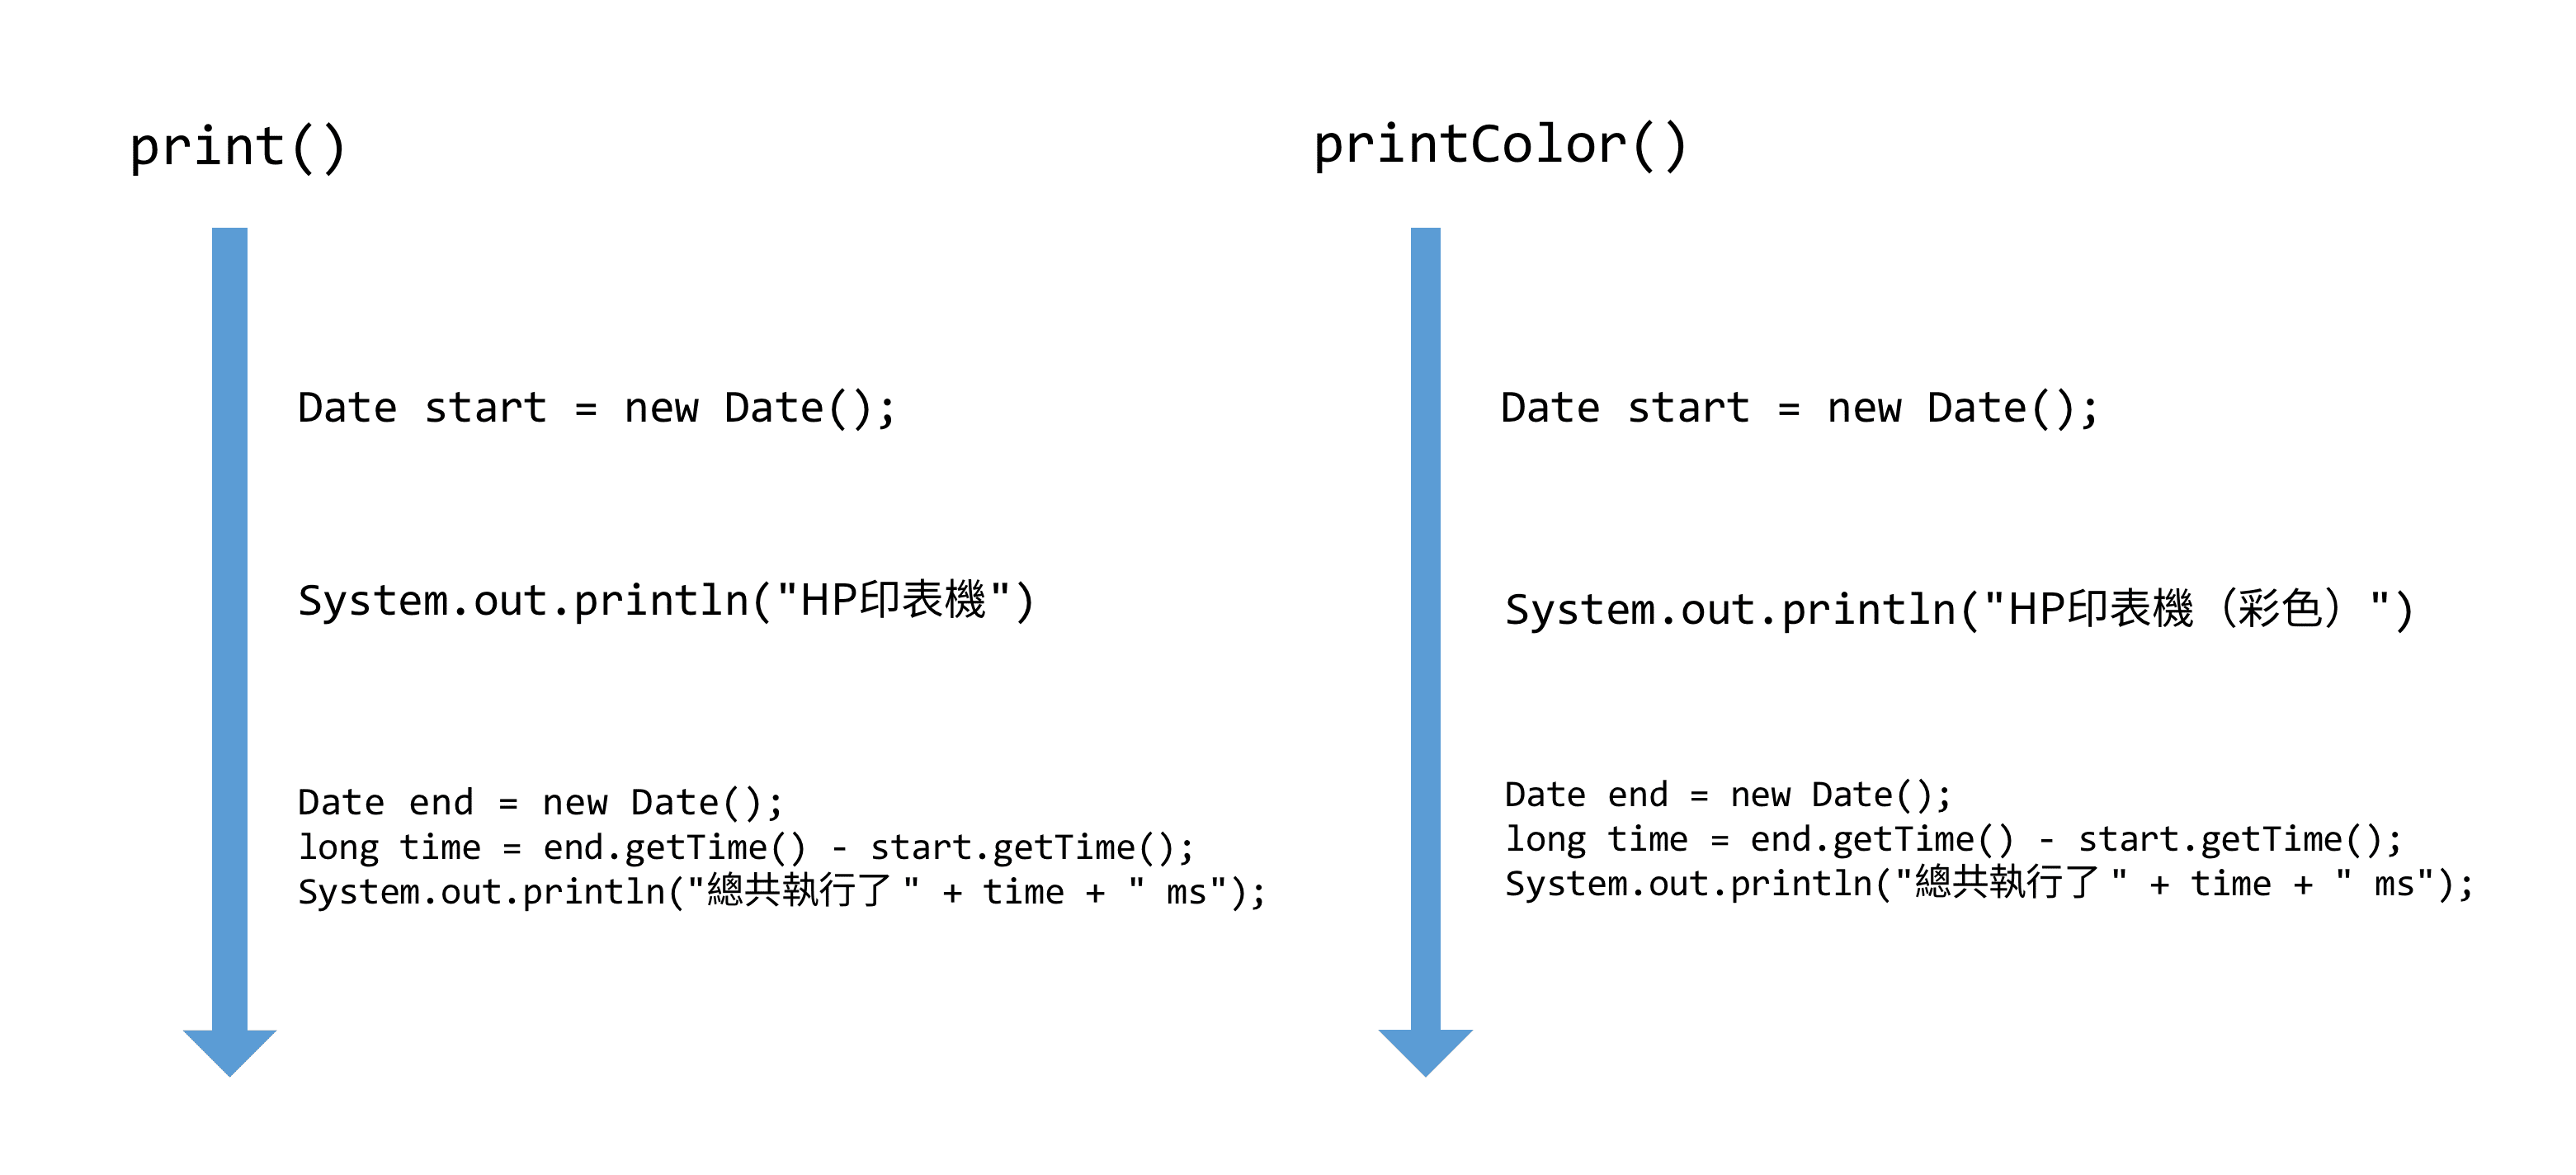 print()
Date start = new Date();
System.out.println("HP印表機")
Date end = new Date();
long time = end.getTime() - start.getTime();
System.out.println("總共執行了 " + time + " ms");
printColor()
Date start = new Date();
System.out.println("HP印表機（彩色）")
Date end = new Date();
long time = end.getTime() - start.getTime();
System.out.println("總共執行了 " + time + " ms");